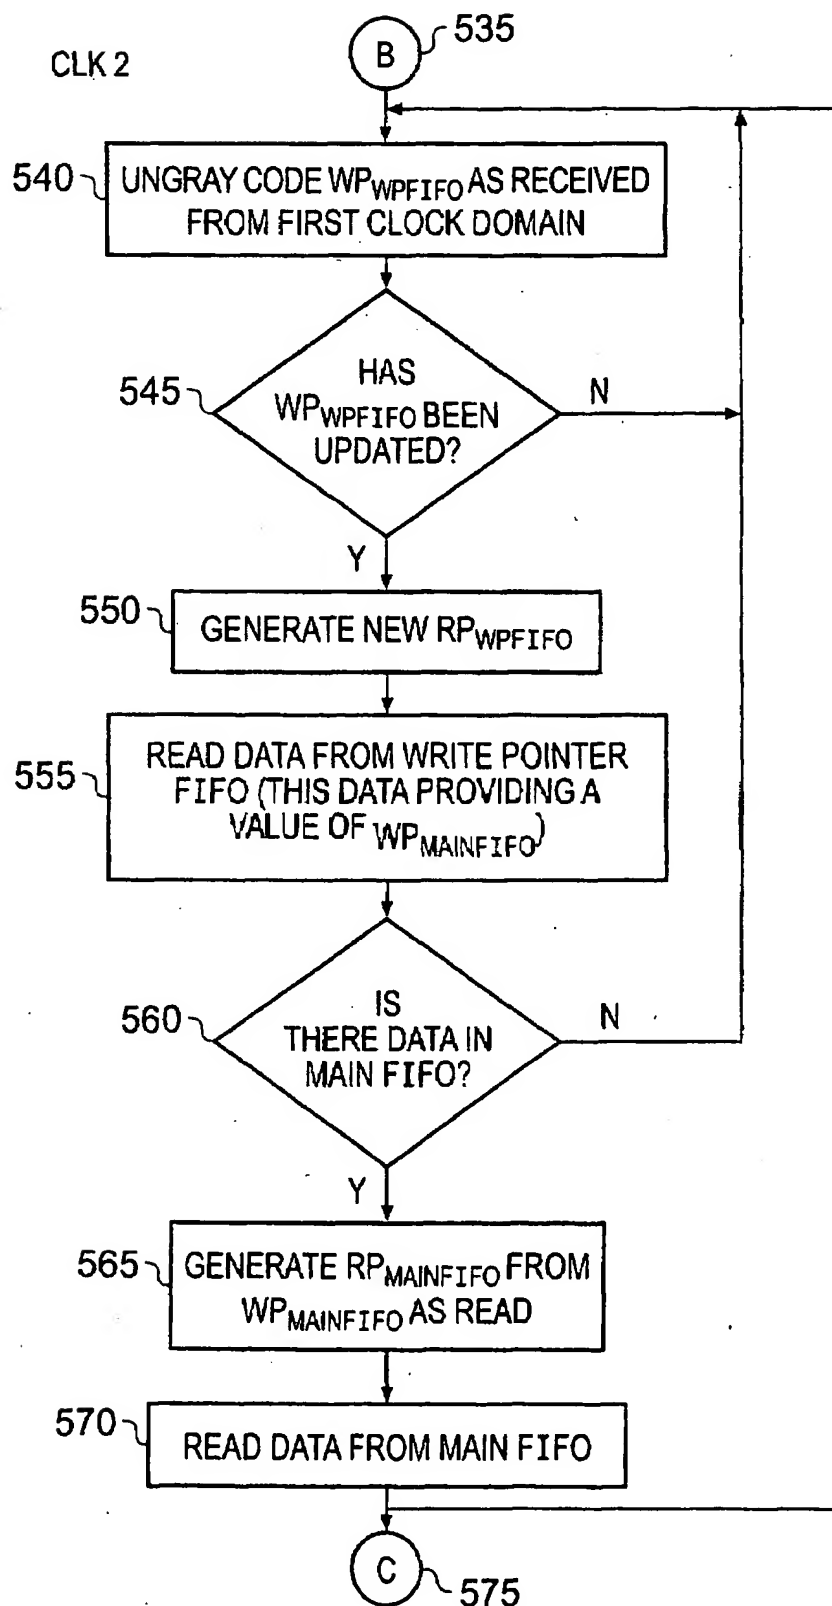 CLK 2
B
535
540
UNGRAY CODE WPWPFIFO AS RECEIVED
FROM FIRST CLOCK DOMAIN
545
HAS
WPWPFIFO BEEN
UPDATED?
N
Y
550
GENERATE NEW RPWPFIFO
555
READ DATA FROM WRITE POINTER
FIFO (THIS DATA PROVIDING A
VALUE OF WPMAINFIFO)
560
IS
THERE DATA IN
MAIN FIFO?
N
Y
565
GENERATE RPMAINFIFO FROM
WPMAINFIFO AS READ
570
READ DATA FROM MAIN FIFO
C
575